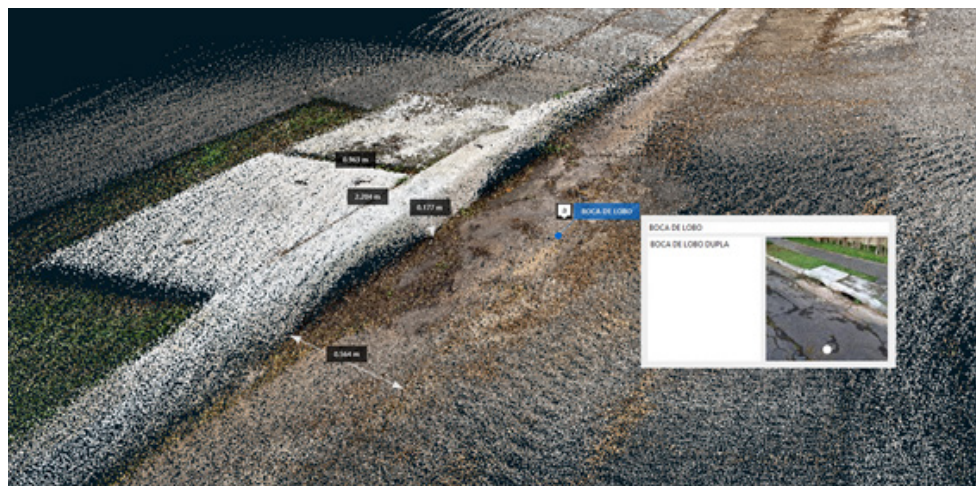 0.963 m
2.204 m
0.177 m
BOCA DE LOBO
BOCA DE LOBO
BOCA DE LOBO DUPLA
0.564 m